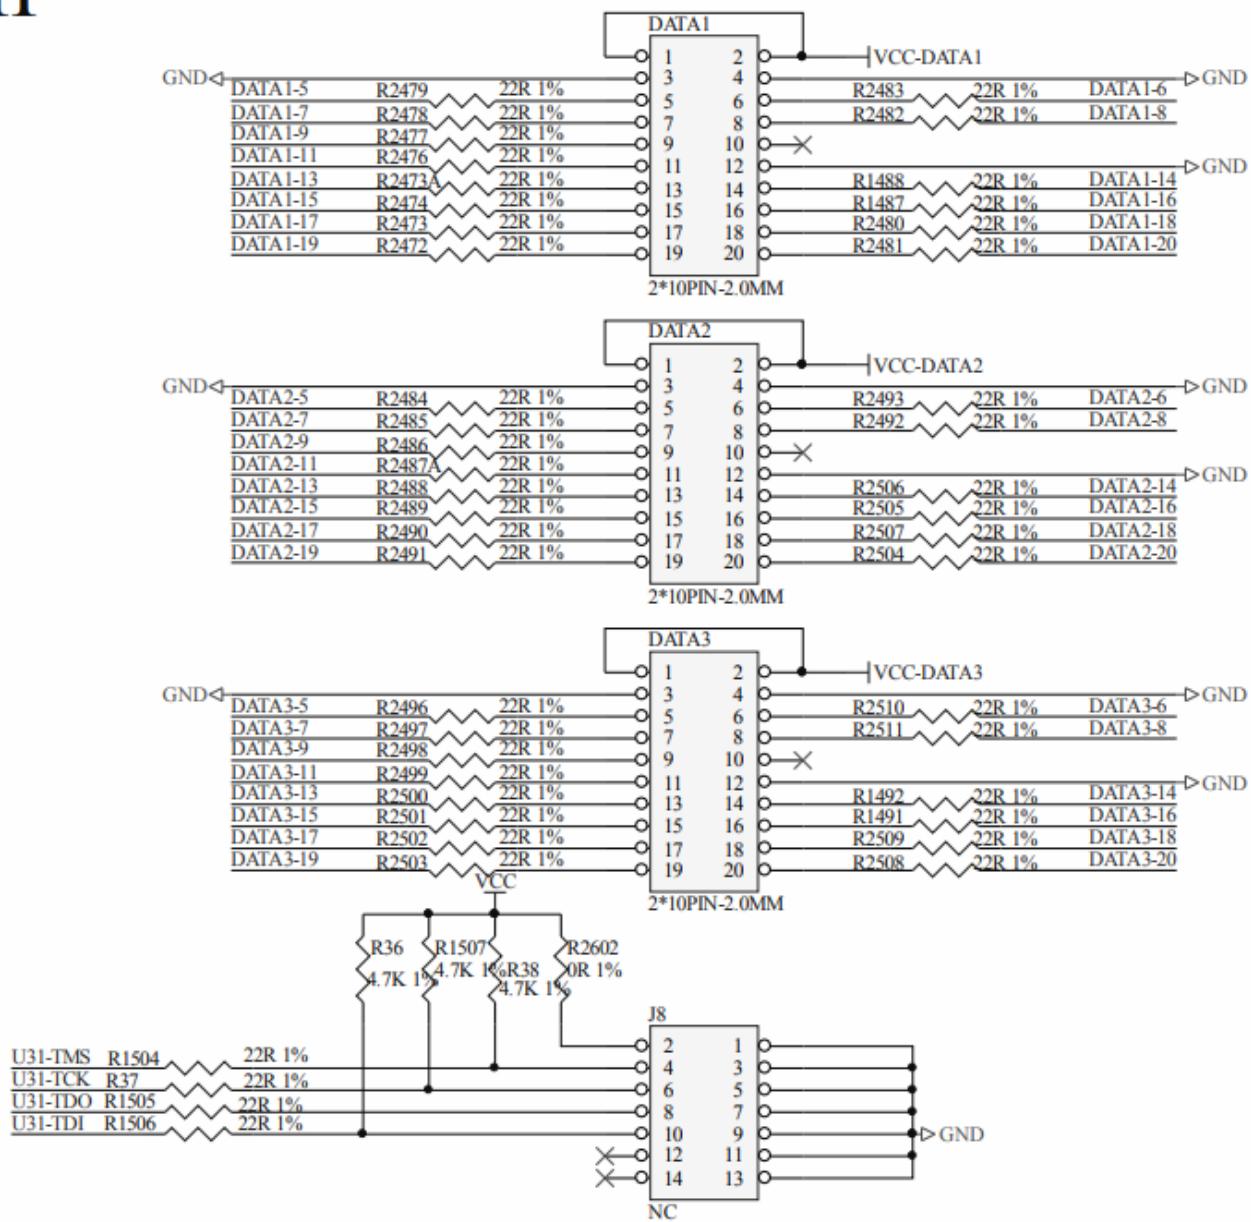 DATA1
1 2 VCC-DATA1
GND 3 4 GND
DATA1-5 R2479 22R 1% 5 6 R2483 22R 1% DATA1-6
DATA1-7 R2478 22R 1% 7 8 R2482 22R 1% DATA1-8
DATA1-9 R2477 22R 1% 9 10
DATA1-11 R2476 22R 1% 11 12 GND
DATA1-13 R2473A 22R 1% 13 14 R1488 22R 1% DATA1-14
DATA1-15 R2474 22R 1% 15 16 R1487 22R 1% DATA1-16
DATA1-17 R2473 22R 1% 17 18 R2480 22R 1% DATA1-18
DATA1-19 R2472 22R 1% 19 20 R2481 22R 1% DATA1-20
2*10PIN-2.0MM
DATA2
1 2 VCC-DATA2
GND 3 4 GND
DATA2-5 R2484 22R 1% 5 6 R2493 22R 1% DATA2-6
DATA2-7 R2485 22R 1% 7 8 R2492 22R 1% DATA2-8
DATA2-9 R2486 22R 1% 9 10
DATA2-11 R2487A 22R 1% 11 12 GND
DATA2-13 R2488 22R 1% 13 14 R2506 22R 1% DATA2-14
DATA2-15 R2489 22R 1% 15 16 R2505 22R 1% DATA2-16
DATA2-17 R2490 22R 1% 17 18 R2507 22R 1% DATA2-18
DATA2-19 R2491 22R 1% 19 20 R2504 22R 1% DATA2-20
2*10PIN-2.0MM
DATA3
1 2 VCC-DATA3
GND 3 4 GND
DATA3-5 R2496 22R 1% 5 6 R2510 22R 1% DATA3-6
DATA3-7 R2497 22R 1% 7 8 R2511 22R 1% DATA3-8
DATA3-9 R2498 22R 1% 9 10
DATA3-11 R2499 22R 1% 11 12 GND
DATA3-13 R2500 22R 1% 13 14 R1492 22R 1% DATA3-14
DATA3-15 R2501 22R 1% 15 16 R1491 22R 1% DATA3-16
DATA3-17 R2502 22R 1% 17 18 R2509 22R 1% DATA3-18
DATA3-19 R2503 22R 1% 19 20 R2508 22R 1% DATA3-20
2*10PIN-2.0MM
VCC
R36 R1507 R38 R2602
4.7K 1% 4.7K 1% 4.7K 1% 0R 1%
J8
2 1
U31-TMS R1504 22R 1% 4 3
U31-TCK R37 22R 1% 6 5
U31-TDO R1505 22R 1% 8 7
U31-TDI R1506 22R 1% 10 9 GND
12 11
14 13
NC